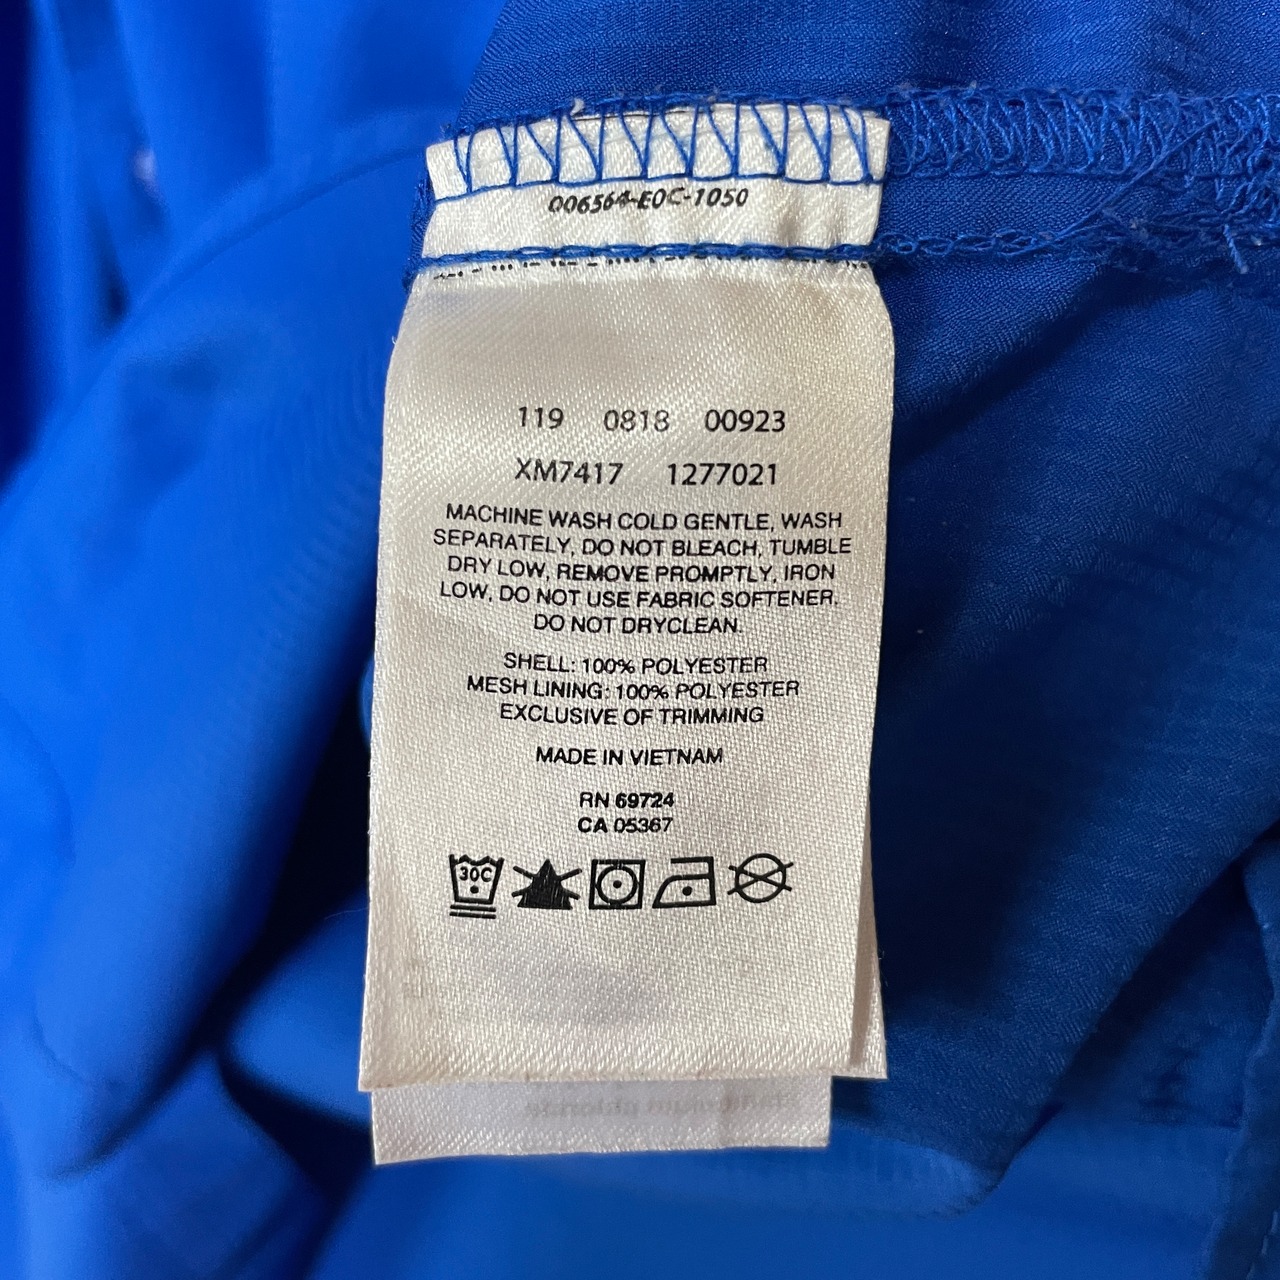 006564-E0C-1050
119 0818 00923
XM7417 1277021
MACHINE WASH COLD GENTLE, WASH
SEPARATELY, DO NOT BLEACH, TUMBLE
DRY LOW, REMOVE PROMPTLY, IRON
LOW. DO NOT USE FABRIC SOFTENER.
DO NOT DRYCLEAN.
SHELL: 100% POLYESTER
MESH LINING: 100% POLYESTER
EXCLUSIVE OF TRIMMING
MADE IN VIETNAM
RN 69724
CA 05367
30C